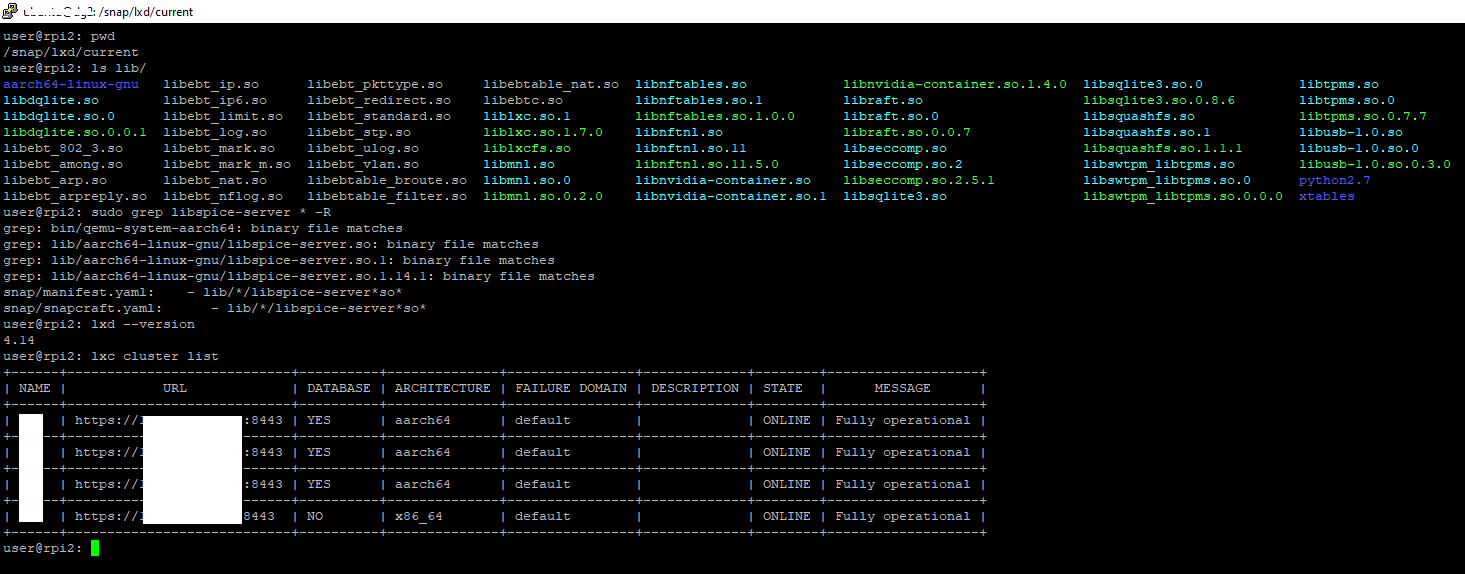 : /snap/lxd/current
user@rpi2: pwd
/snap/lxd/current
user@rpi2: ls lib/
aarch64-linux-gnu libebt_ip.so libebt_pkttype.so libebtable_nat.so libnftables.so libnvidia-container.so.1.4.0 libsqlite3.so.0 libtpms.so
libdqlite.so libebt_ip6.so libebt_redirect.so libebtc.so libnftables.so.1 libraft.so libsqlite3.so.0.8.6 libtpms.so.0
libdqlite.so.0 libebt_limit.so libebt_standard.so liblxc.so.1 libnftables.so.1.0.0 libraft.so.0 libsquashfs.so libtpms.so.0.7.7
libdqlite.so.0.0.1 libebt_log.so libebt_stp.so liblxc.so.1.7.0 libnftnl.so libraft.so.0.0.7 libsquashfs.so.1 libusb-1.0.so
libebt_802_3.so libebt_mark.so libebt_ulog.so liblxcfs.so libnftnl.so.11 libseccomp.so libsquashfs.so.1.1.1 libusb-1.0.so.0
libebt_among.so libebt_mark_m.so libebt_vlan.so libmnl.so libnftnl.so.11.5.0 libseccomp.so.2 libswtpm_libtpms.so libusb-1.0.so.0.3.0
libebt_arp.so libebt_nat.so libebtable_broute.so libmnl.so.0 libnvidia-container.so libseccomp.so.2.5.1 libswtpm_libtpms.so.0 python2.7
libebt_arpreply.so libebt_nflog.so libebtable_filter.so libmnl.so.0.2.0 libnvidia-container.so.1 libsqlite3.so libswtpm_libtpms.so.0.0.0 xtables
user@rpi2: sudo grep libspice-server * -R
grep: bin/qemu-system-aarch64: binary file matches
grep: lib/aarch64-linux-gnu/libspice-server.so: binary file matches
grep: lib/aarch64-linux-gnu/libspice-server.so.1: binary file matches
grep: lib/aarch64-linux-gnu/libspice-server.so.1.14.1: binary file matches
snap/manifest.yaml: - lib/*/libspice-server*so*
snap/snapcraft.yaml: - lib/*/libspice-server*so*
user@rpi2: lxd --version
4.14
user@rpi2: lxc cluster list
+------+----------------------------+----------+--------------+----------------+-------------+--------+-------------------+
| NAME | URL | DATABASE | ARCHITECTURE | FAILURE DOMAIN | DESCRIPTION | STATE | MESSAGE |
+------+----------------------------+----------+--------------+----------------+-------------+--------+-------------------+
| | https:// :8443 | YES | aarch64 | default | | ONLINE | Fully operational |
+------+----------------------------+----------+--------------+----------------+-------------+--------+-------------------+
| | https:// :8443 | YES | aarch64 | default | | ONLINE | Fully operational |
+------+----------------------------+----------+--------------+----------------+-------------+--------+-------------------+
| | https:// :8443 | YES | aarch64 | default | | ONLINE | Fully operational |
+------+----------------------------+----------+--------------+----------------+-------------+--------+-------------------+
| | https:// 8443 | NO | x86_64 | default | | ONLINE | Fully operational |
+------+----------------------------+----------+--------------+----------------+-------------+--------+-------------------+
user@rpi2: